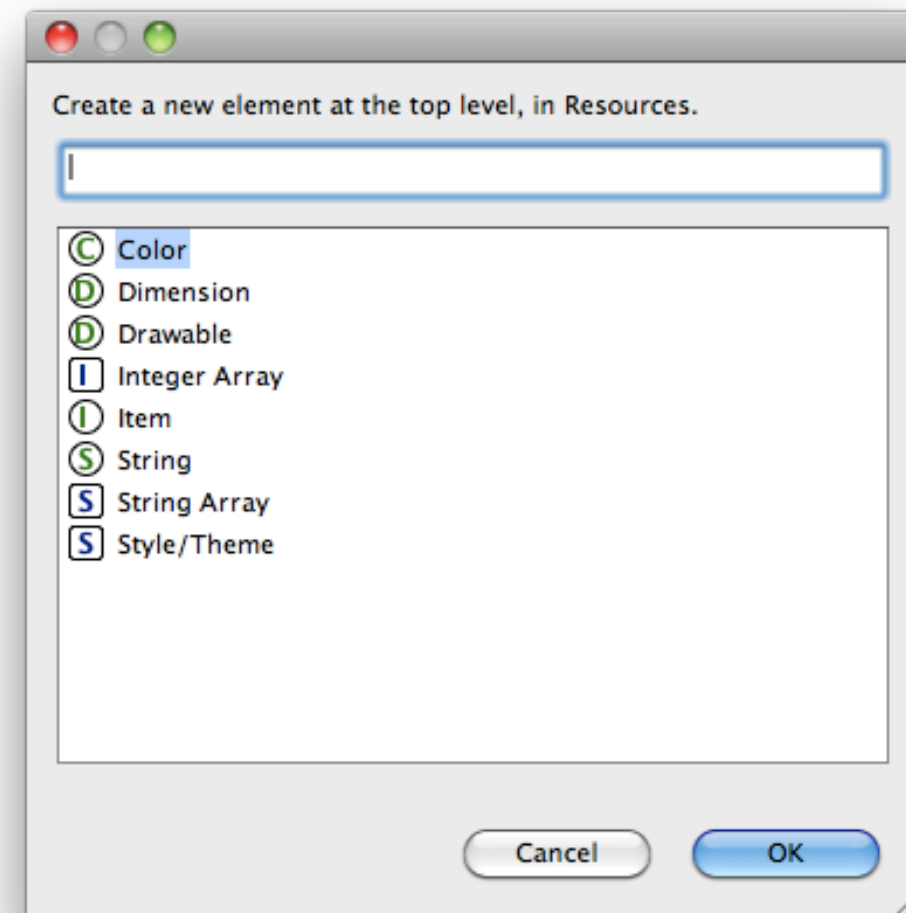 Create a new element at the top level, in Resources.
C Color
D Dimension
D Drawable
I Integer Array
I Item
S String
S String Array
S Style/Theme
Cancel OK